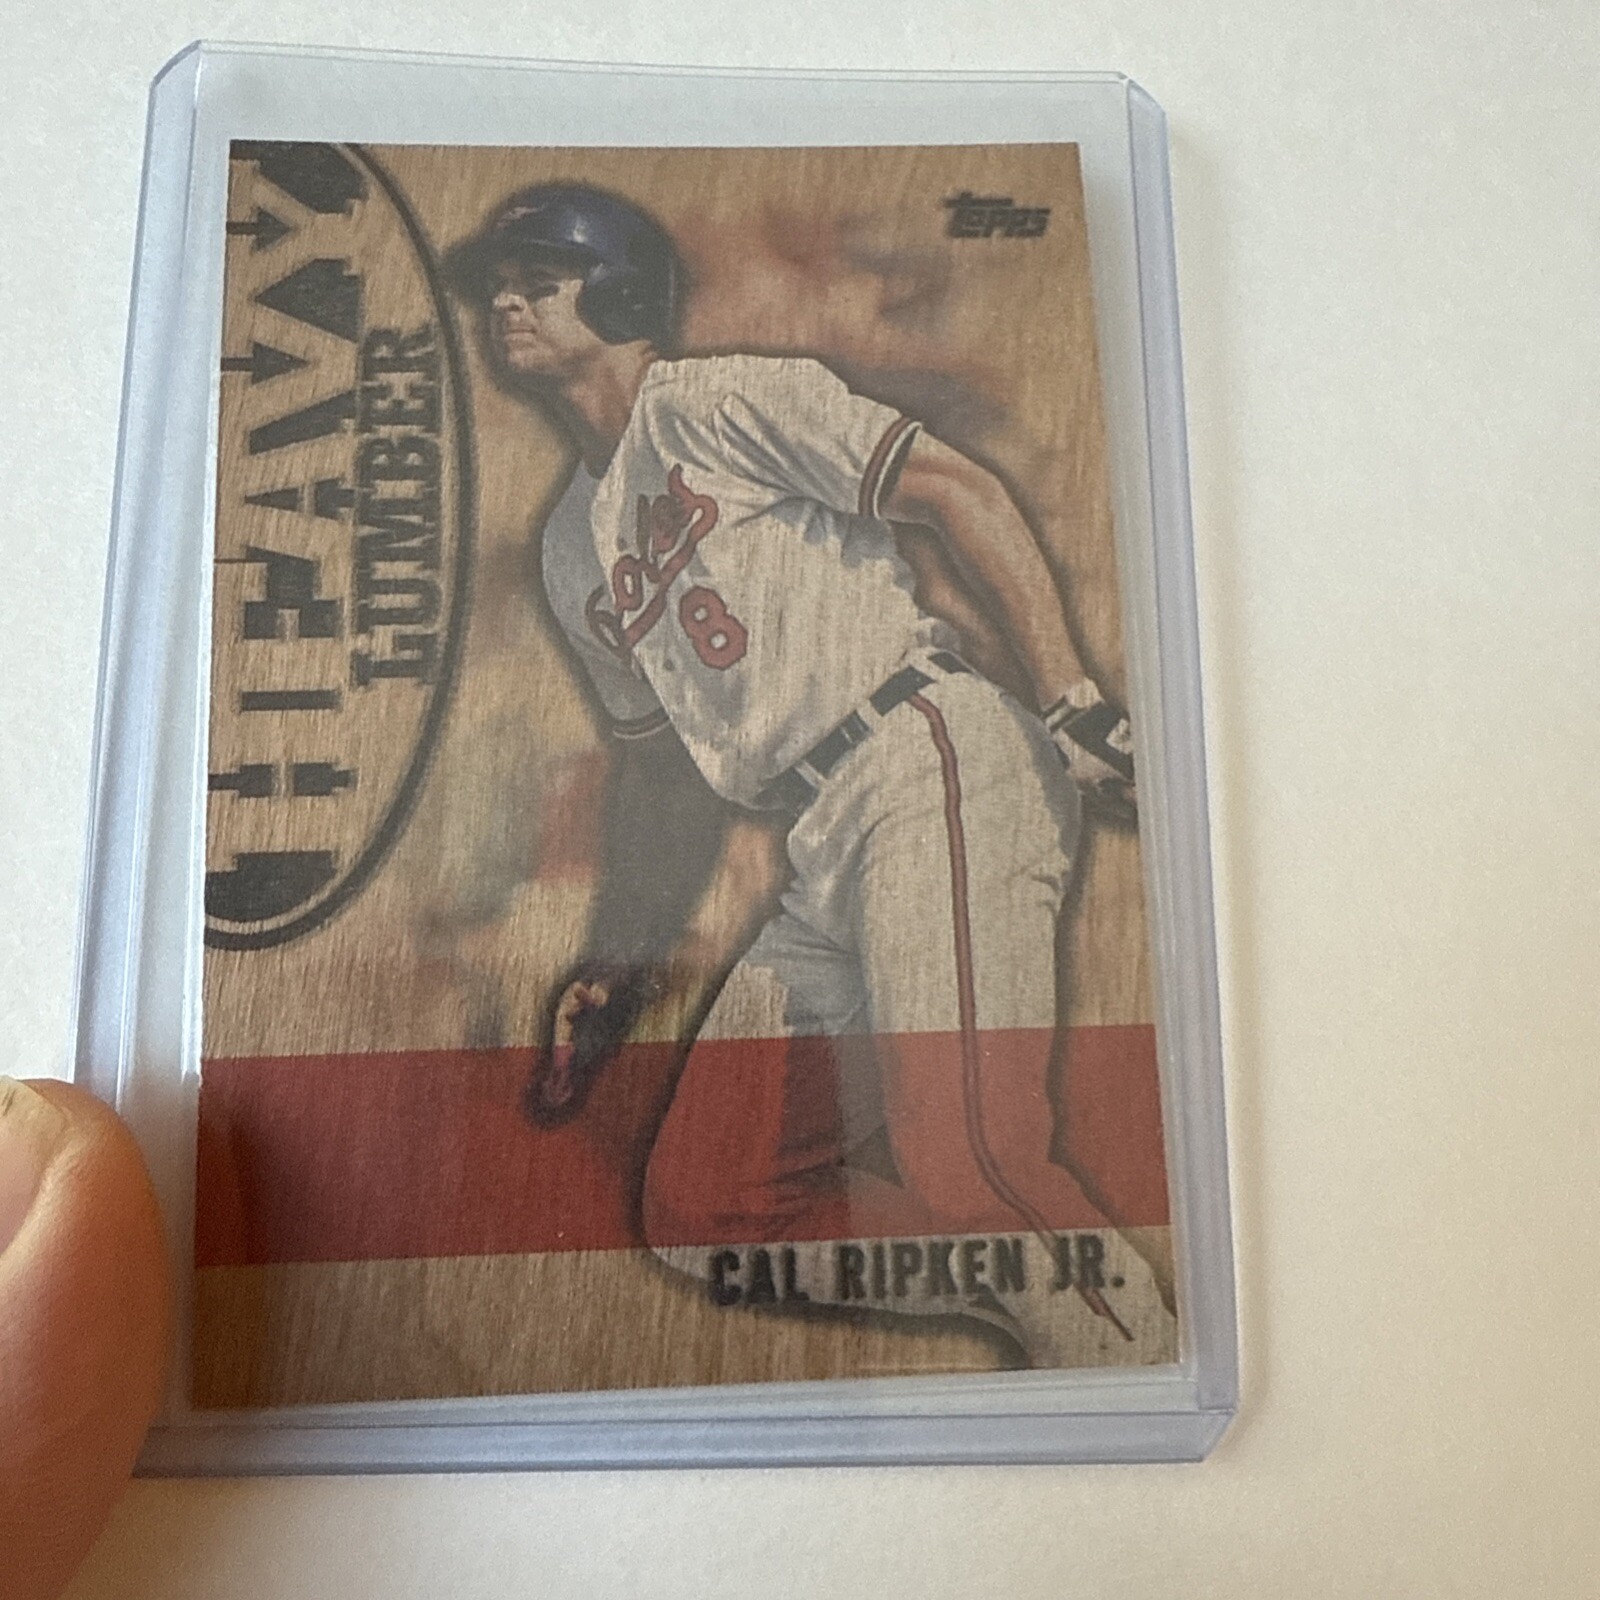 HEAVY
LUMBER
Topps
Orioles
8
CAL RIPKEN JR.